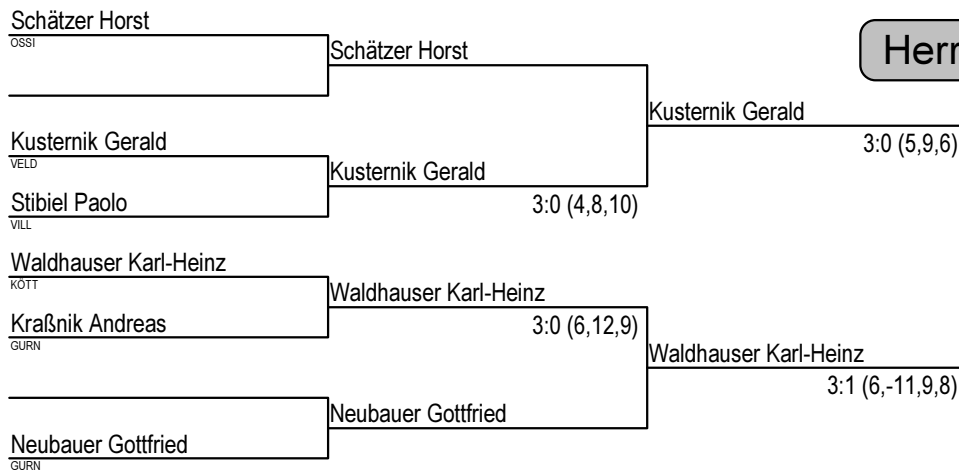 Schätzer Horst
OSSI
Schätzer Horst
Kusternik Gerald
3:0 (5,9,6)
Kusternik Gerald
VELD
Kusternik Gerald
3:0 (4,8,10)
Stibiel Paolo
VILL
Waldhauser Karl-Heinz
KÖTT
Waldhauser Karl-Heinz
3:0 (6,12,9)
Kraßnik Andreas
GURN
Waldhauser Karl-Heinz
3:1 (6,-11,9,8)
Neubauer Gottfried
Neubauer Gottfried
GURN